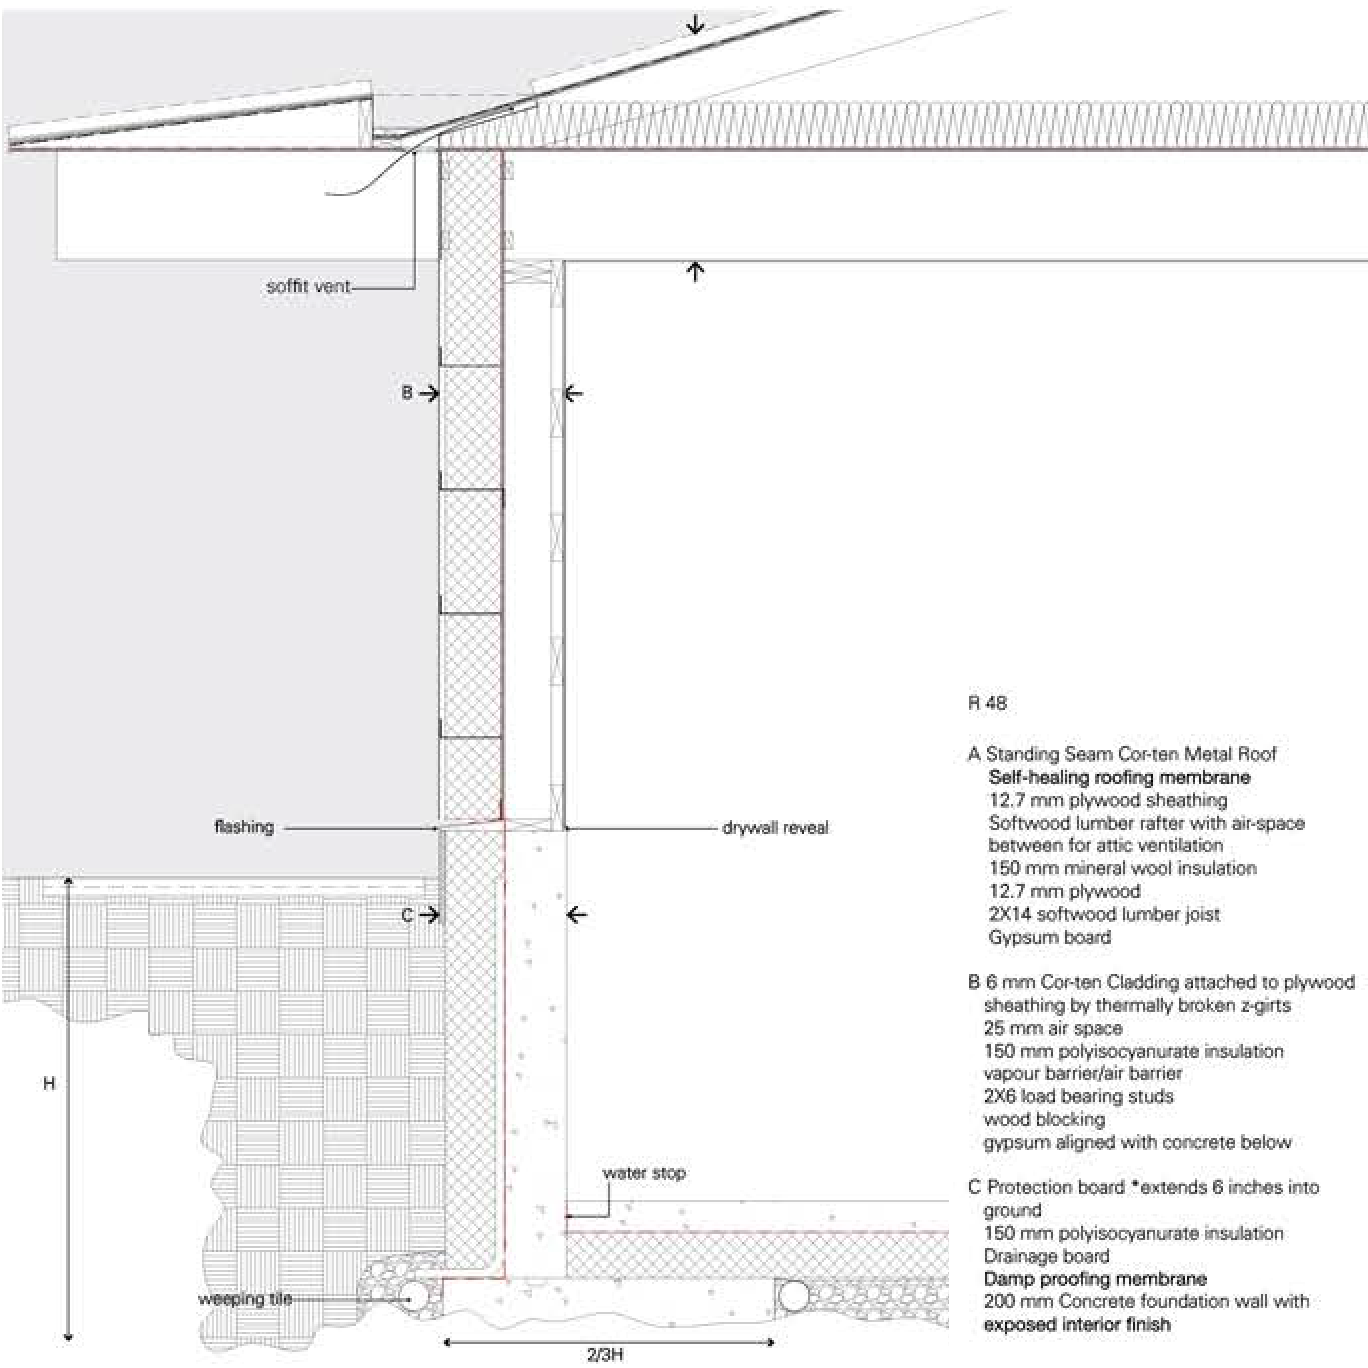 soffit vent
B
flashing
drywall reveal
C
H
water stop
weeping tile
2/3H
R 48
A Standing Seam Cor-ten Metal Roof
Self-healing roofing membrane
12.7 mm plywood sheathing
Softwood lumber rafter with air-space
between for attic ventilation
150 mm mineral wool insulation
12.7 mm plywood
2X14 softwood lumber joist
Gypsum board
B 6 mm Cor-ten Cladding attached to plywood
sheathing by thermally broken z-girts
25 mm air space
150 mm polyisocyanurate insulation
vapour barrier/air barrier
2X6 load bearing studs
wood blocking
gypsum aligned with concrete below
C Protection board *extends 6 inches into
ground
150 mm polyisocyanurate insulation
Drainage board
Damp proofing membrane
200 mm Concrete foundation wall with
exposed interior finish